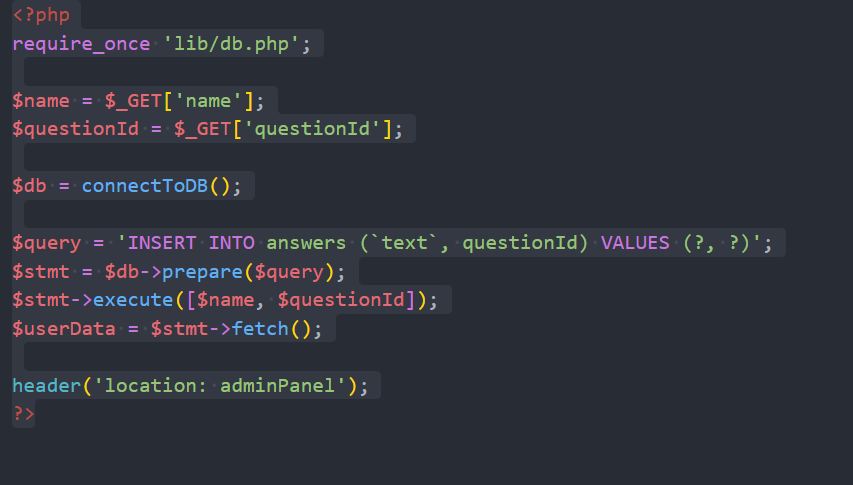 <?php
require_once 'lib/db.php';
$name = $_GET['name'];
$questionId = $_GET['questionId'];
$db = connectToDB();
$query = 'INSERT INTO answers (`text`, questionId) VALUES (?, ?)';
$stmt = $db->prepare($query);
$stmt->execute([$name, $questionId]);
$userData = $stmt->fetch();
header('location: adminPanel');
?>